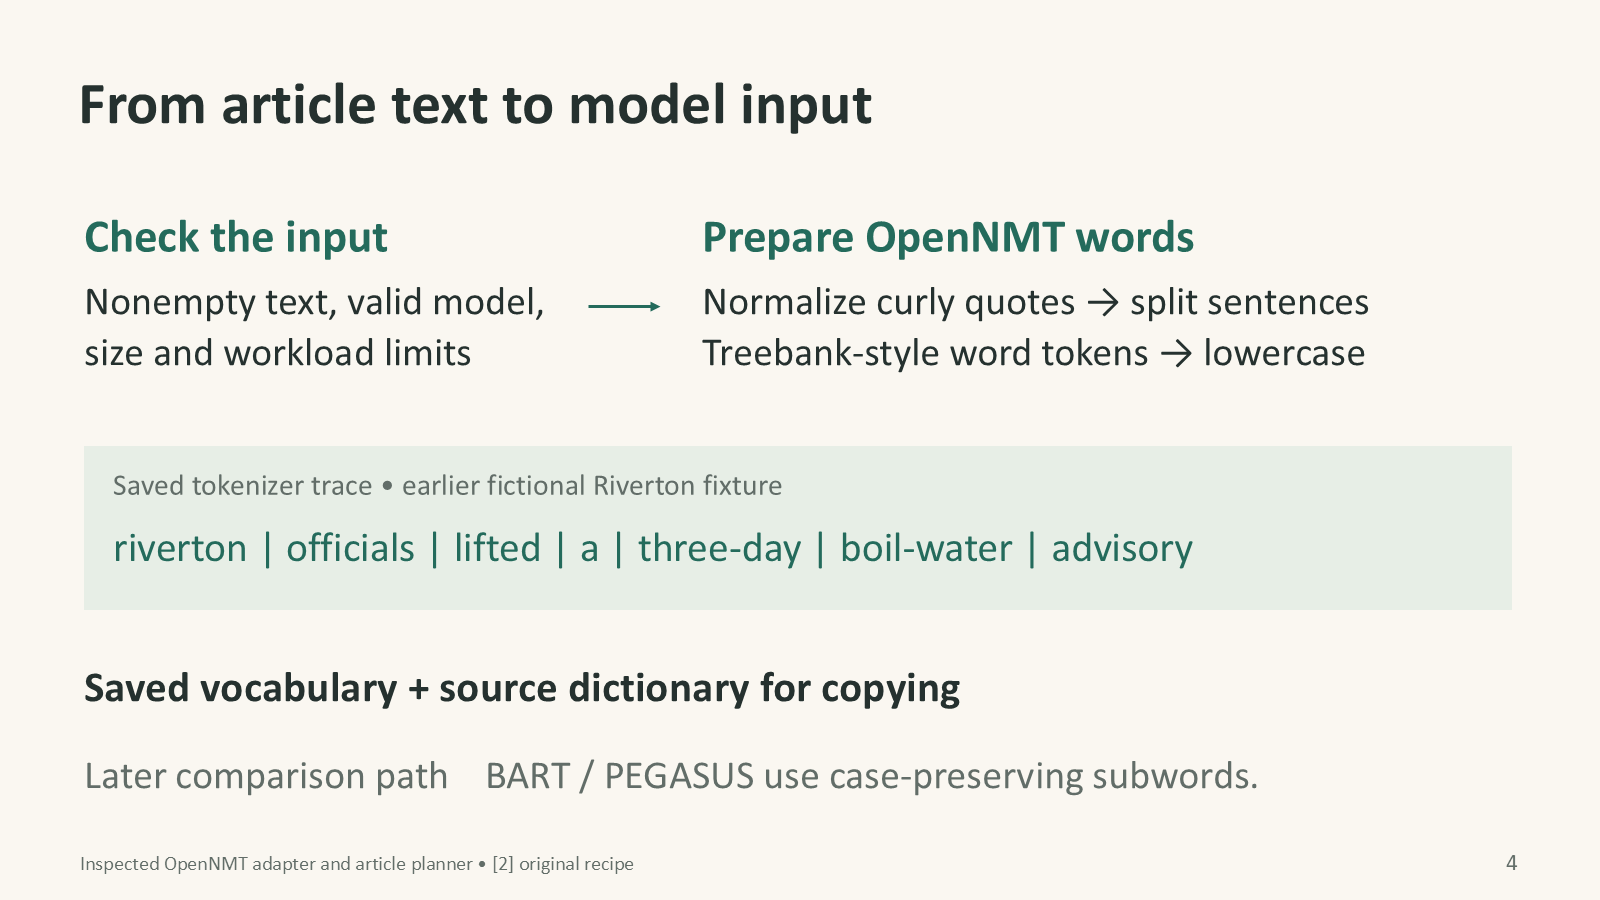 From article text to model input
Check the input
Nonempty text, valid model,
size and workload limits
Prepare OpenNMT words
Normalize curly quotes → split sentences
Treebank-style word tokens → lowercase
Saved tokenizer trace • earlier fictional Riverton fixture
riverton | officials | lifted | a | three-day | boil-water | advisory
Saved vocabulary + source dictionary for copying
Later comparison path BART / PEGASUS use case-preserving subwords.
Inspected OpenNMT adapter and article planner • [2] original recipe
4